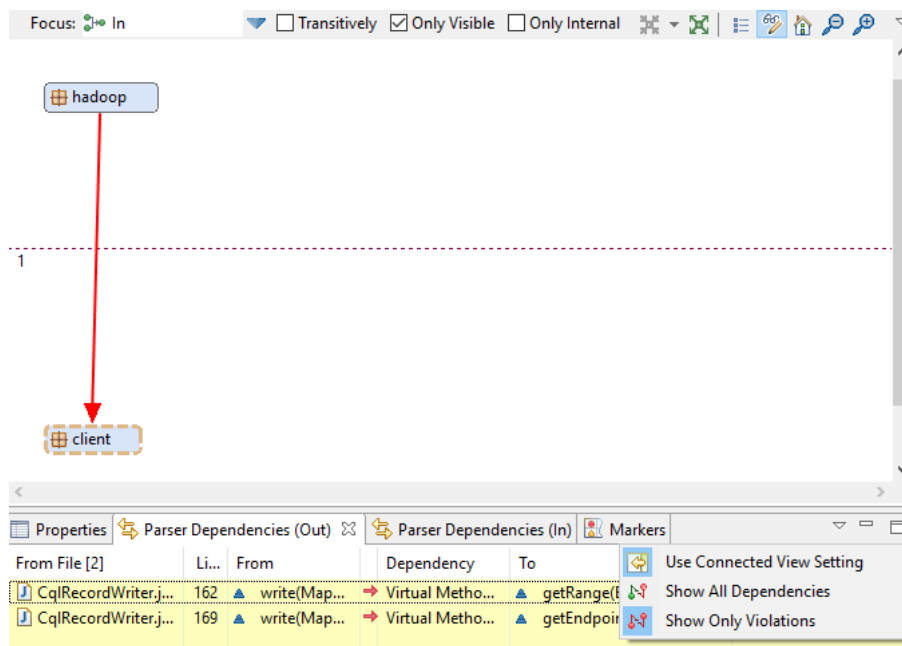 Focus: In Transitively Only Visible Only Internal
hadoop
1
client
Properties Parser Dependencies (Out) Parser Dependencies (In) Markers
From File [2] Li... From Dependency To
CqlRecordWriter.j... 162 write(Map... Virtual Metho... getRange(
CqlRecordWriter.j... 169 write(Map... Virtual Metho... getEndpoin
Use Connected View Setting
Show All Dependencies
Show Only Violations